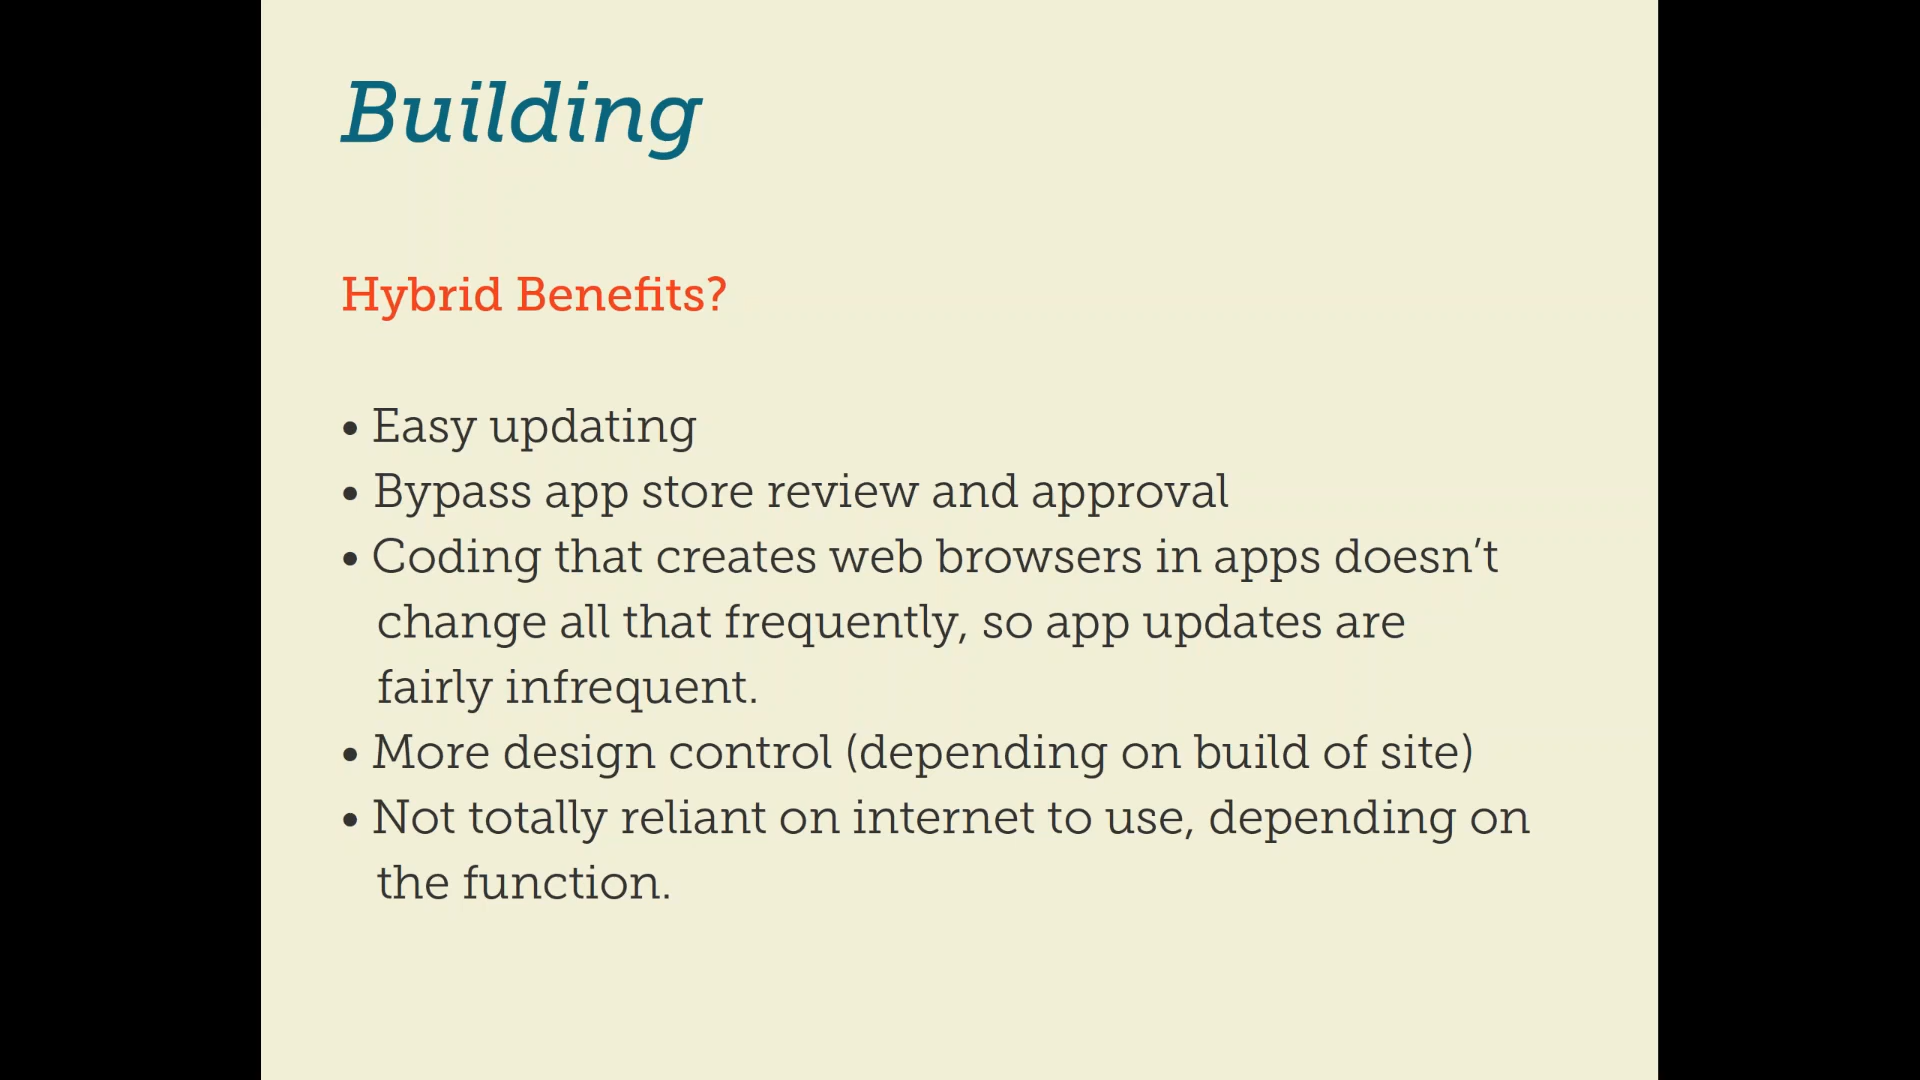 Building
Hybrid Benefits?
• Easy updating
• Bypass app store review and approval
• Coding that creates web browsers in apps doesn’t
change all that frequently, so app updates are
fairly infrequent.
• More design control (depending on build of site)
• Not totally reliant on internet to use, depending on
the function.